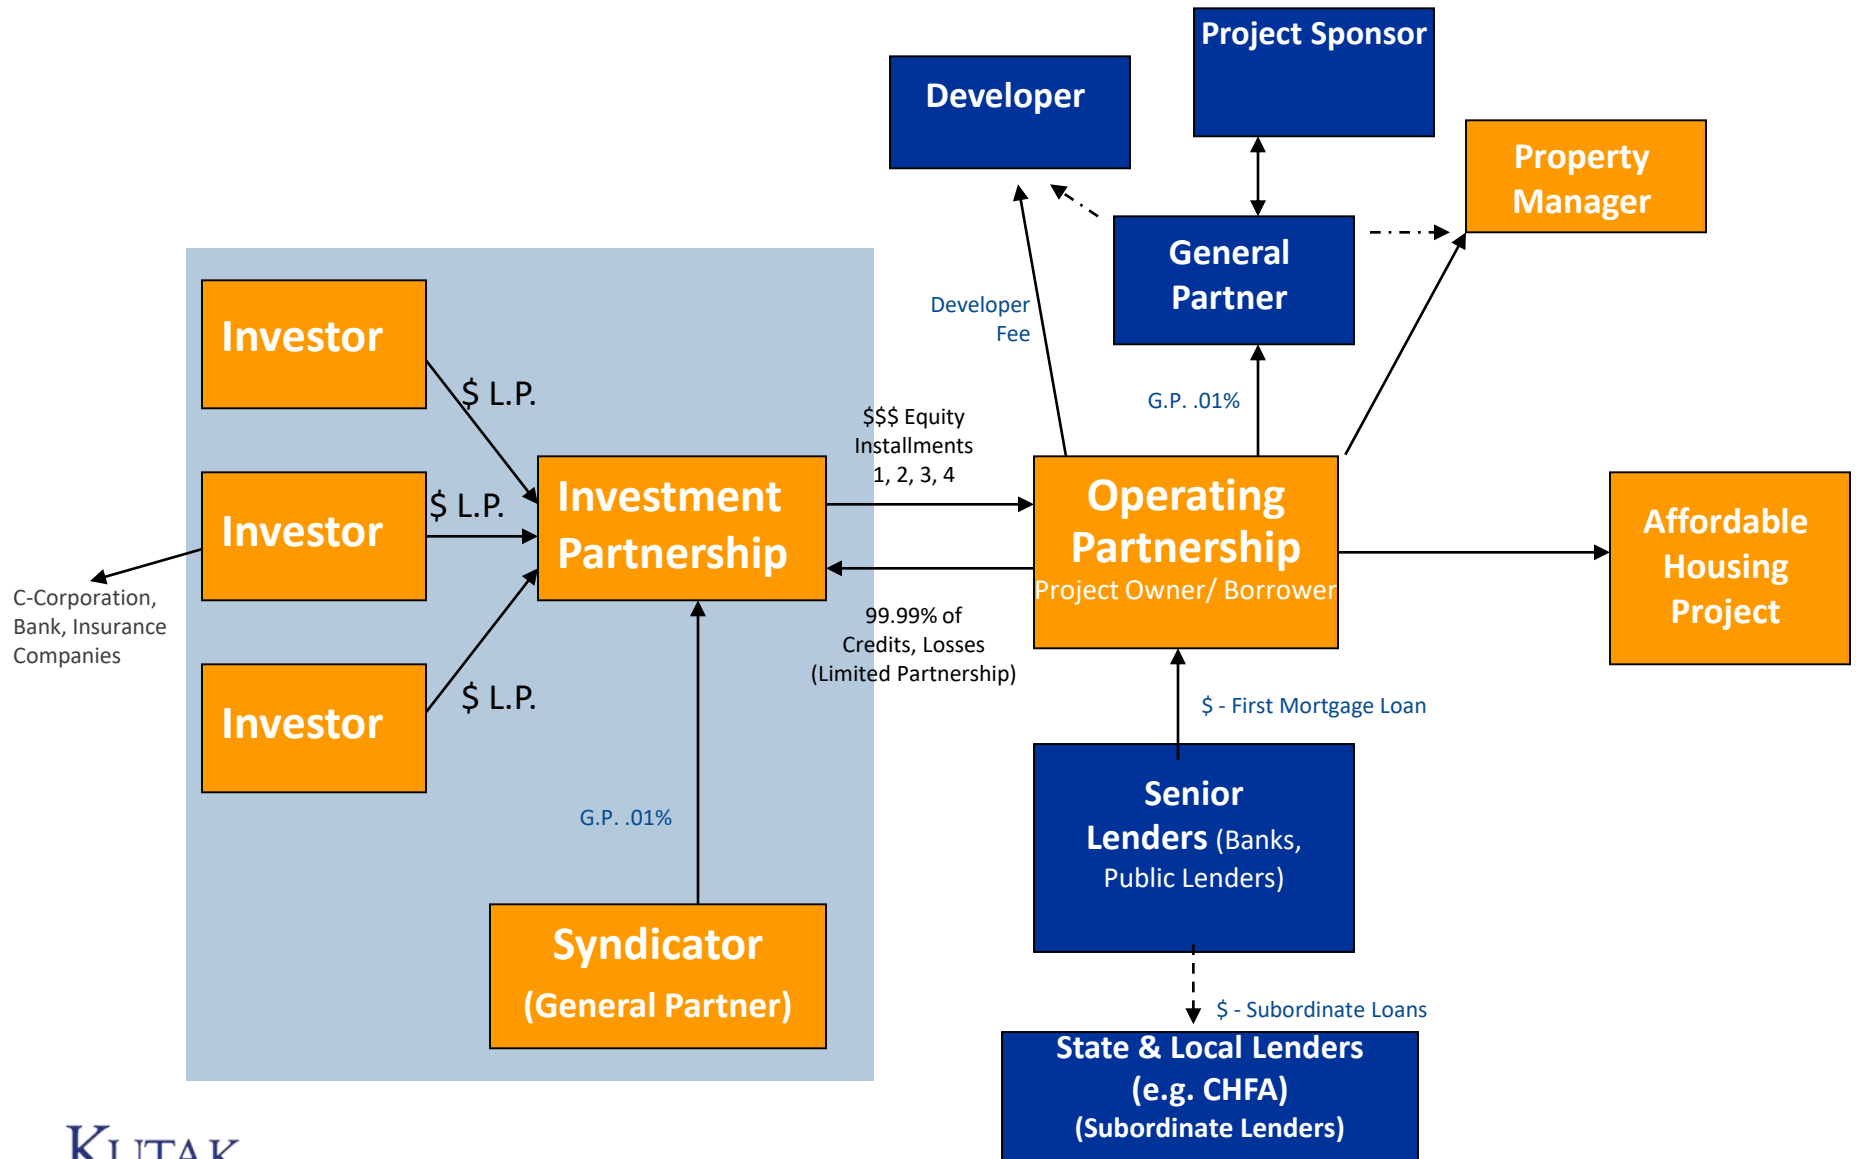 Project Sponsor
Developer
Property
Manager
General
Partner
Developer
Fee
G.P. .01%
Investor
$ L.P.
Investor
$ L.P.
Investor
$ L.P.
C-Corporation,
Bank, Insurance
Companies
Investment
Partnership
$$$ Equity
Installments
1, 2, 3, 4
99.99% of
Credits, Losses
(Limited Partnership)
Operating
Partnership
Project Owner/ Borrower
Affordable
Housing
Project
$ - First Mortgage Loan
G.P. .01%
Senior
Lenders (Banks,
Public Lenders)
Syndicator
(General Partner)
$ - Subordinate Loans
State & Local Lenders
(e.g. CHFA)
(Subordinate Lenders)
KUTAK